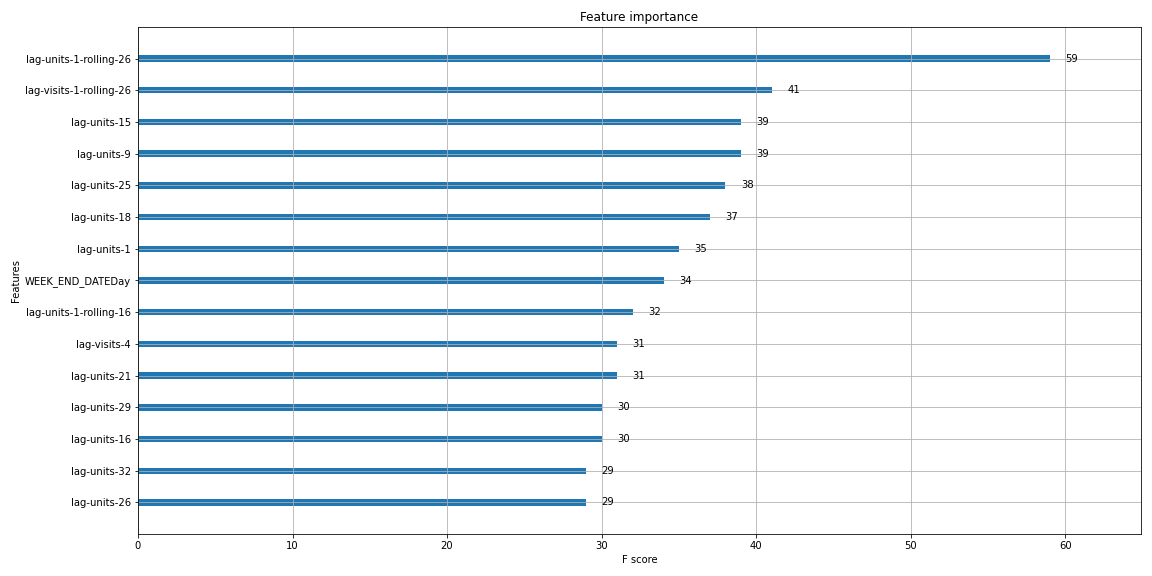 Feature importance
Features
lag-units-1-rolling-26 59
lag-visits-1-rolling-26 41
lag-units-15 39
lag-units-9 39
lag-units-25 38
lag-units-18 37
lag-units-1 35
WEEK_END_DATEDay 34
lag-units-1-rolling-16 32
lag-visits-4 31
lag-units-21 31
lag-units-29 30
lag-units-16 30
lag-units-32 29
lag-units-26 29
0 10 20 30 40 50 60
F score